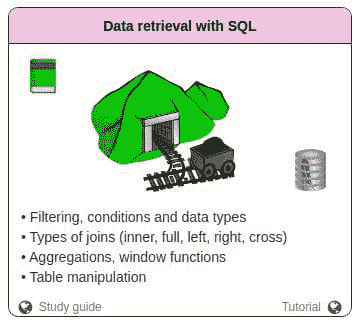 Data retrieval with SQL
• Filtering, conditions and data types
• Types of joins (inner, full, left, right, cross)
• Aggregations, window functions
• Table manipulation
Study guide
Tutorial